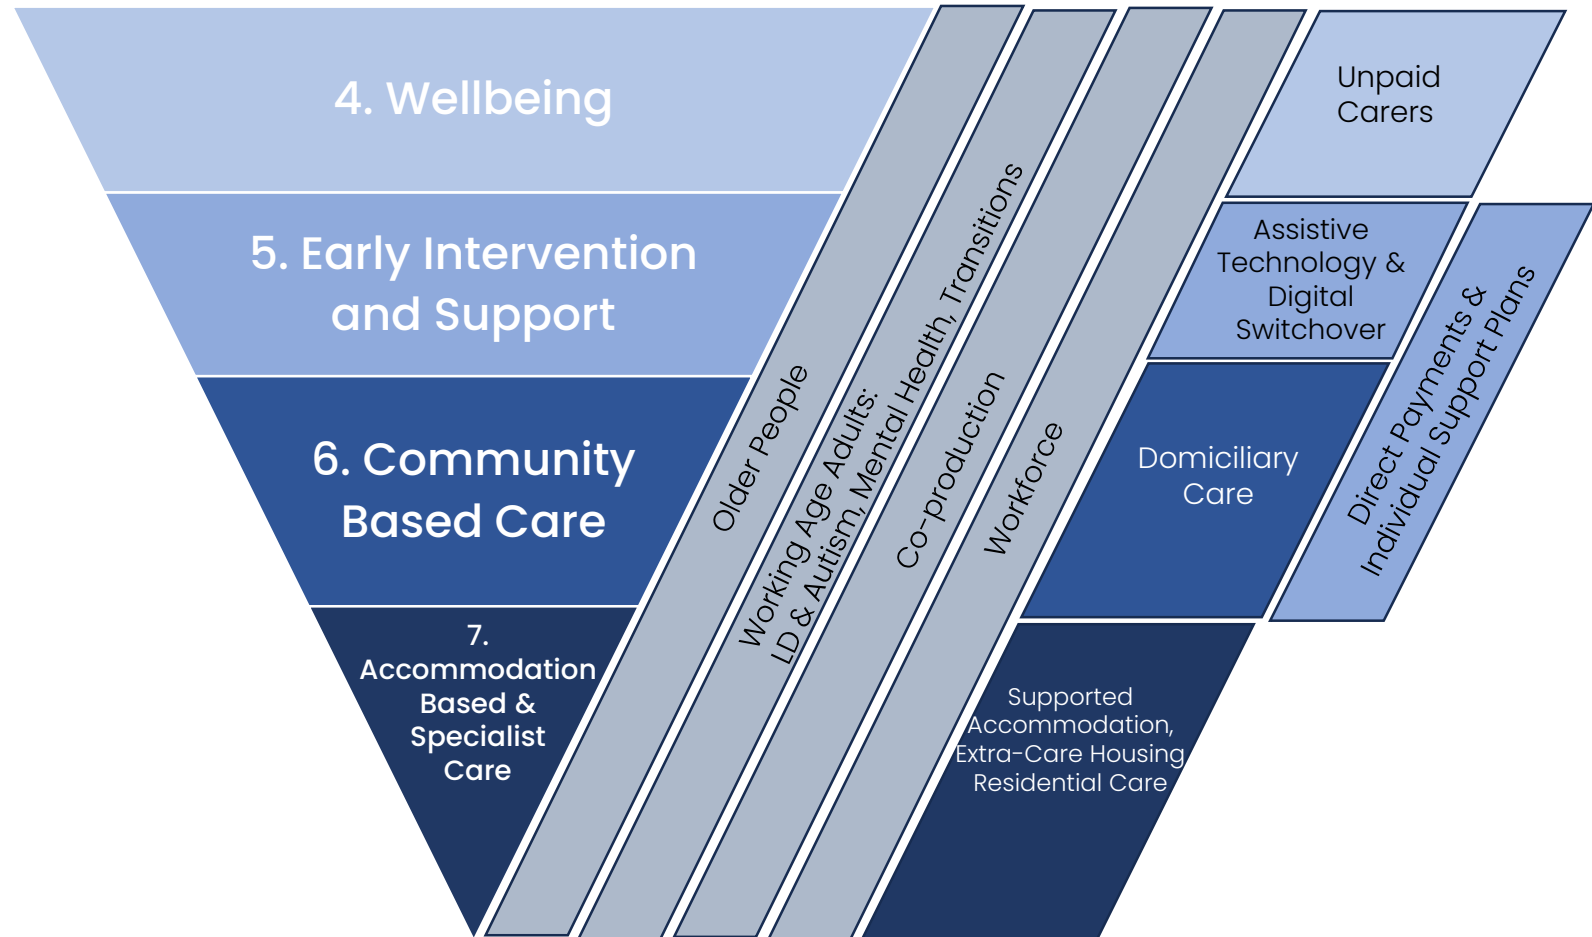 4. Wellbeing
5. Early Intervention
and Support
6. Community
Based Care
7.
Accommodation
Based &
Specialist
Care
Older People
Working Age Adults:
LD & Autism, Mental Health, Transitions
Co-production
Workforce
Unpaid
Carers
Assistive
Technology &
Digital
Switchover
Domiciliary
Care
Direct Payments &
Individual Support Plans
Supported
Accommodation,
Extra-Care Housing
Residential Care